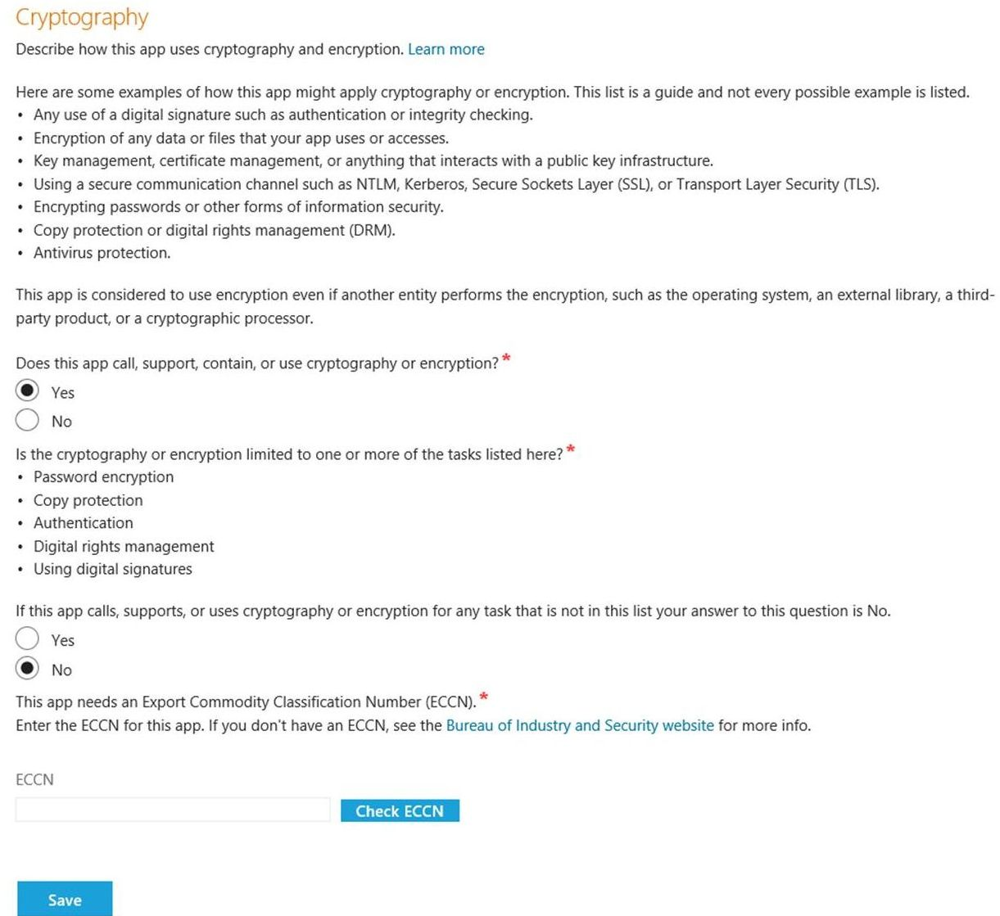 Cryptography
Describe how this app uses cryptography and encryption. Learn more
Here are some examples of how this app might apply cryptography or encryption. This list is a guide and not every possible example is listed.
• Any use of a digital signature such as authentication or integrity checking.
• Encryption of any data or files that your app uses or accesses.
• Key management, certificate management, or anything that interacts with a public key infrastructure.
• Using a secure communication channel such as NTLM, Kerberos, Secure Sockets Layer (SSL), or Transport Layer Security (TLS).
• Encrypting passwords or other forms of information security.
• Copy protection or digital rights management (DRM).
• Antivirus protection.
This app is considered to use encryption even if another entity performs the encryption, such as the operating system, an external library, a third-
party product, or a cryptographic processor.
Does this app call, support, contain, or use cryptography or encryption? *
Yes
No
Is the cryptography or encryption limited to one or more of the tasks listed here? *
• Password encryption
• Copy protection
• Authentication
• Digital rights management
• Using digital signatures
If this app calls, supports, or uses cryptography or encryption for any task that is not in this list your answer to this question is No.
Yes
No
This app needs an Export Commodity Classification Number (ECCN). *
Enter the ECCN for this app. If you don't have an ECCN, see the Bureau of Industry and Security website for more info.
ECCN
Check ECCN
Save